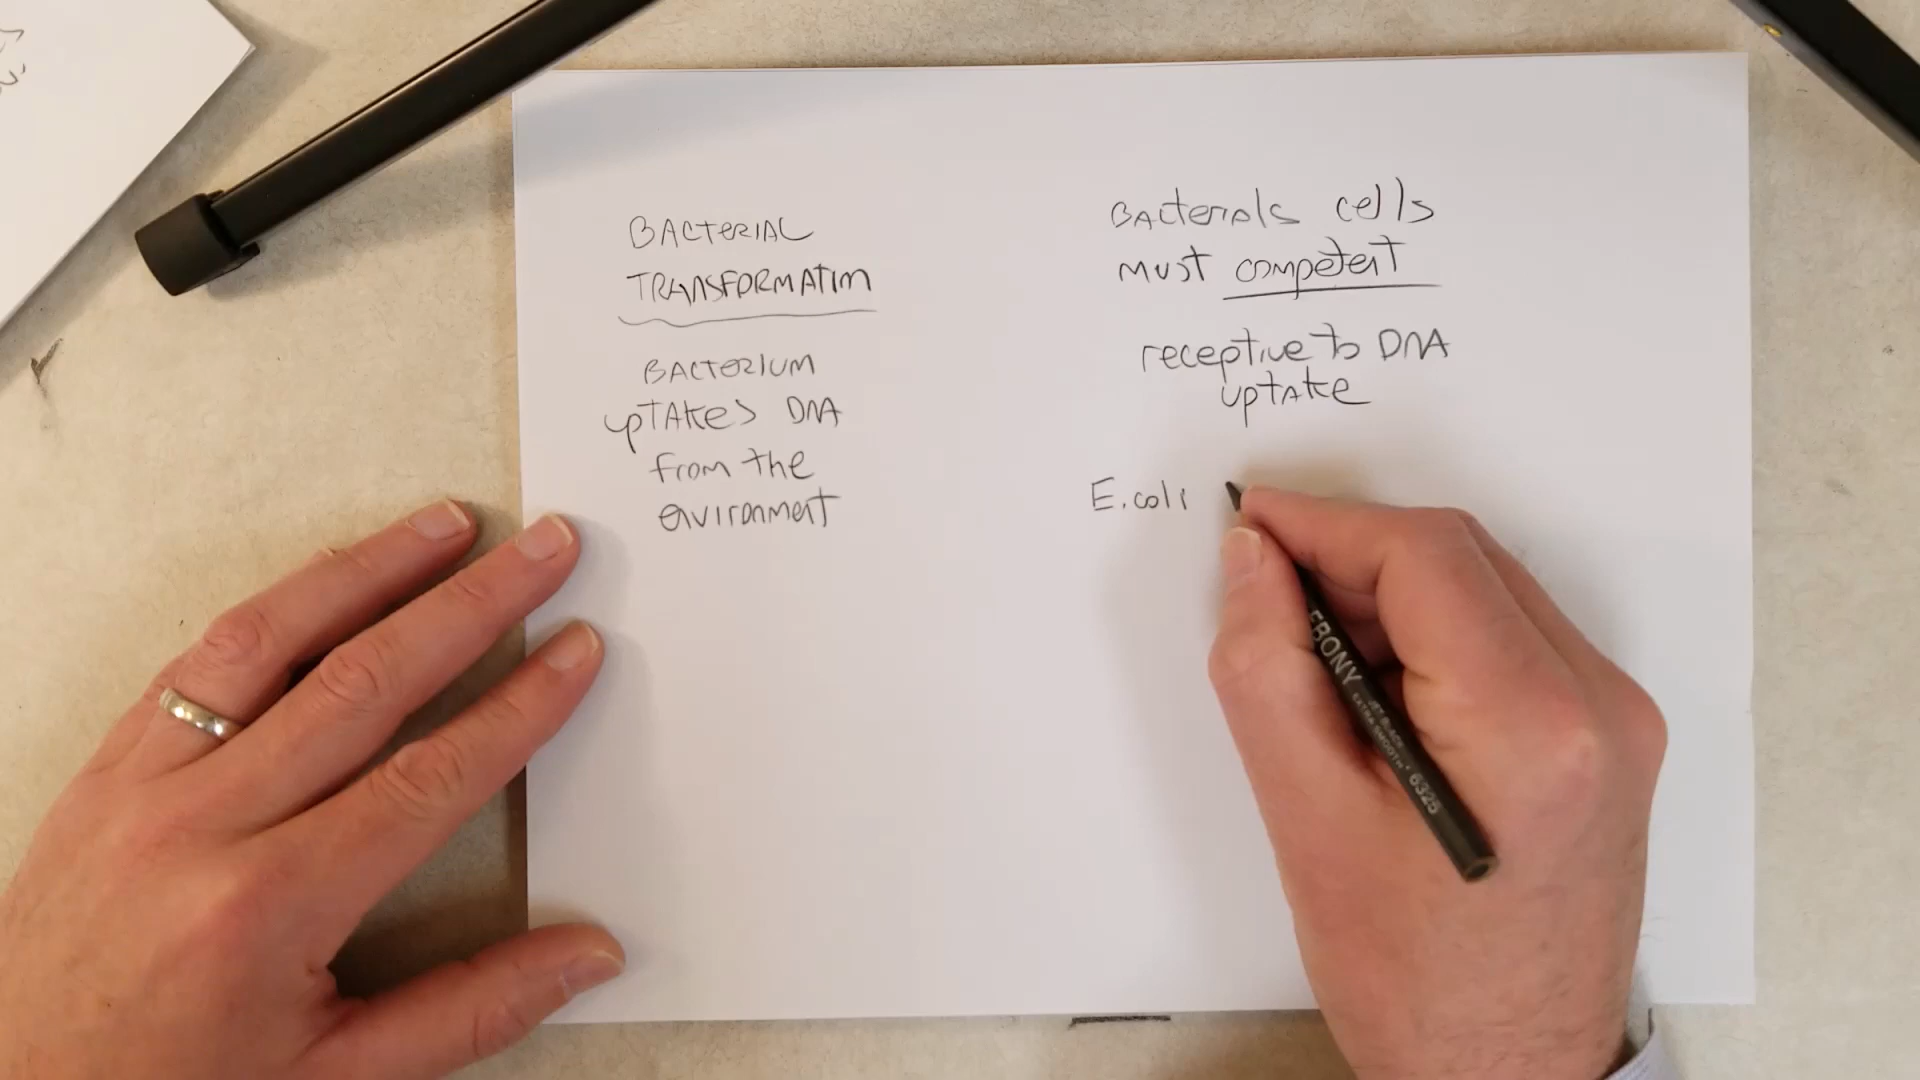 BACTERIAL
TRANSFORMATIM
BACTERIUM
UPTAKES DNA
from the
environment
BACTERIALS cells
must competent
receptive to DNA
uptake
E.coli
EBONY JET BLACK EXTRA SMOOTH 6325